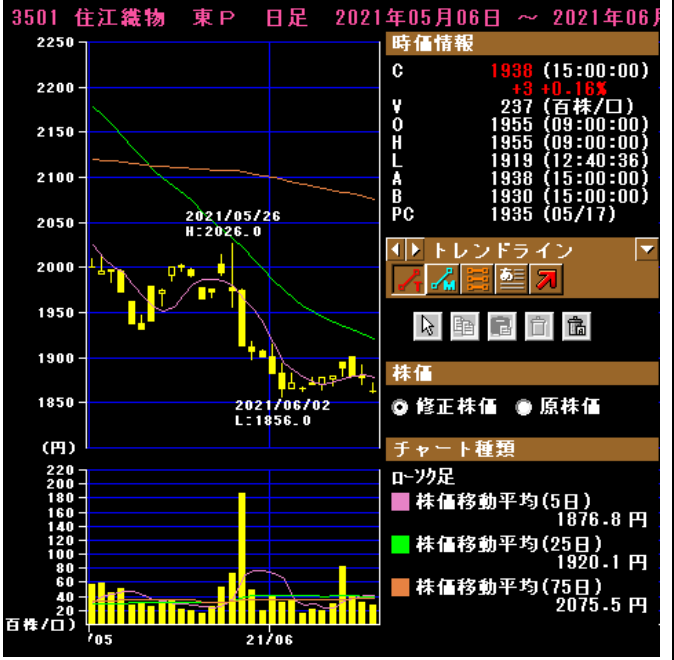 3501 住江織物 東P 日足 2021年05月06日 ～ 2021年06月
2250
2200
2150
2100
2050
2000
1950
1900
1850
(円)
2021/05/26
H:2026.0
2021/06/02
L:1856.0
220
200
180
160
140
120
100
80
60
40
20
百株/口)
'05
21/06
時価情報
C 1938 (15:00:00)
+3 +0.16%
V 237 (百株/口)
O 1955 (09:00:00)
H 1955 (09:00:00)
L 1919 (12:40:36)
A 1938 (15:00:00)
B 1930 (15:00:00)
PC 1935 (05/17)
トレンドライン
T
M
あ
株価
修正株価 原株価
チャート種類
ローソク足
株価移動平均(5日)
1876.8 円
株価移動平均(25日)
1920.1 円
株価移動平均(75日)
2075.5 円